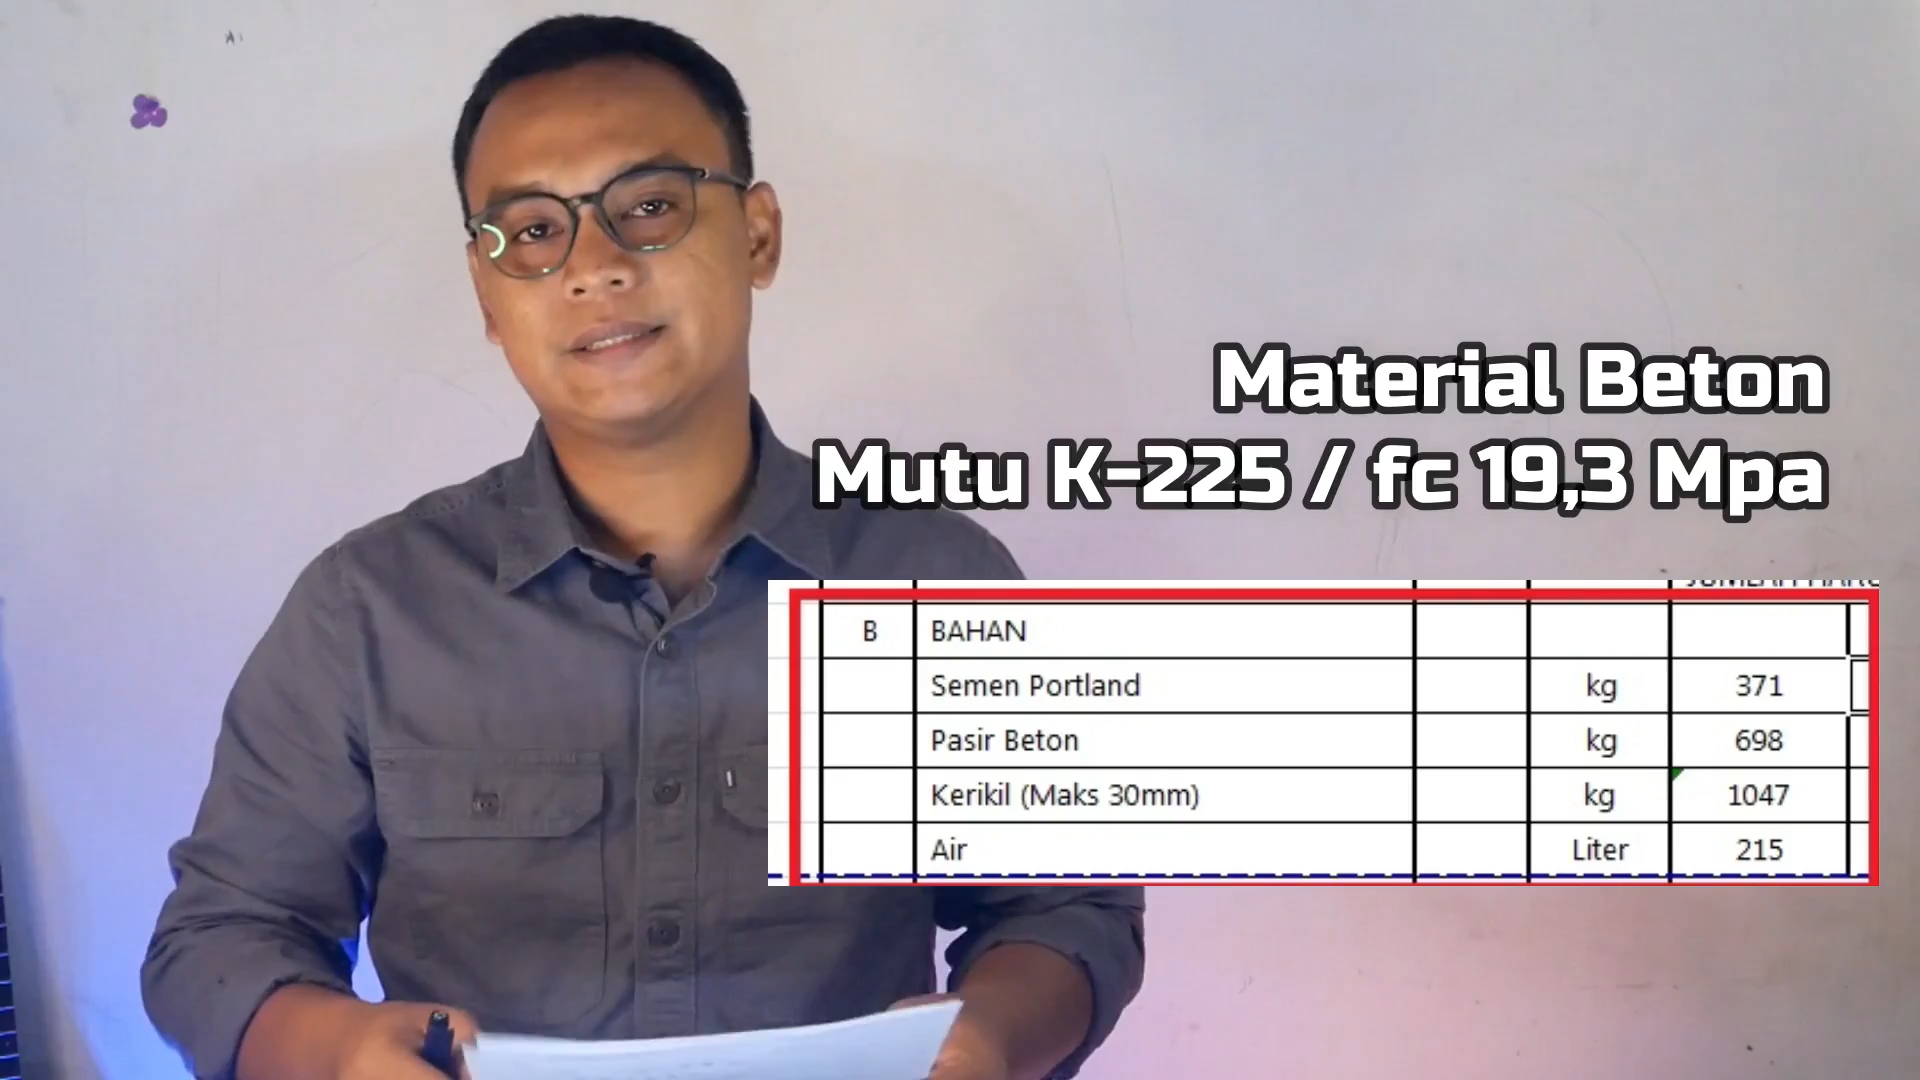 Material Beton
Mutu K-225 / fc 19,3 Mpa
B BAHAN
Semen Portland kg 371
Pasir Beton kg 698
Kerikil (Maks 30mm) kg 1047
Air Liter 215